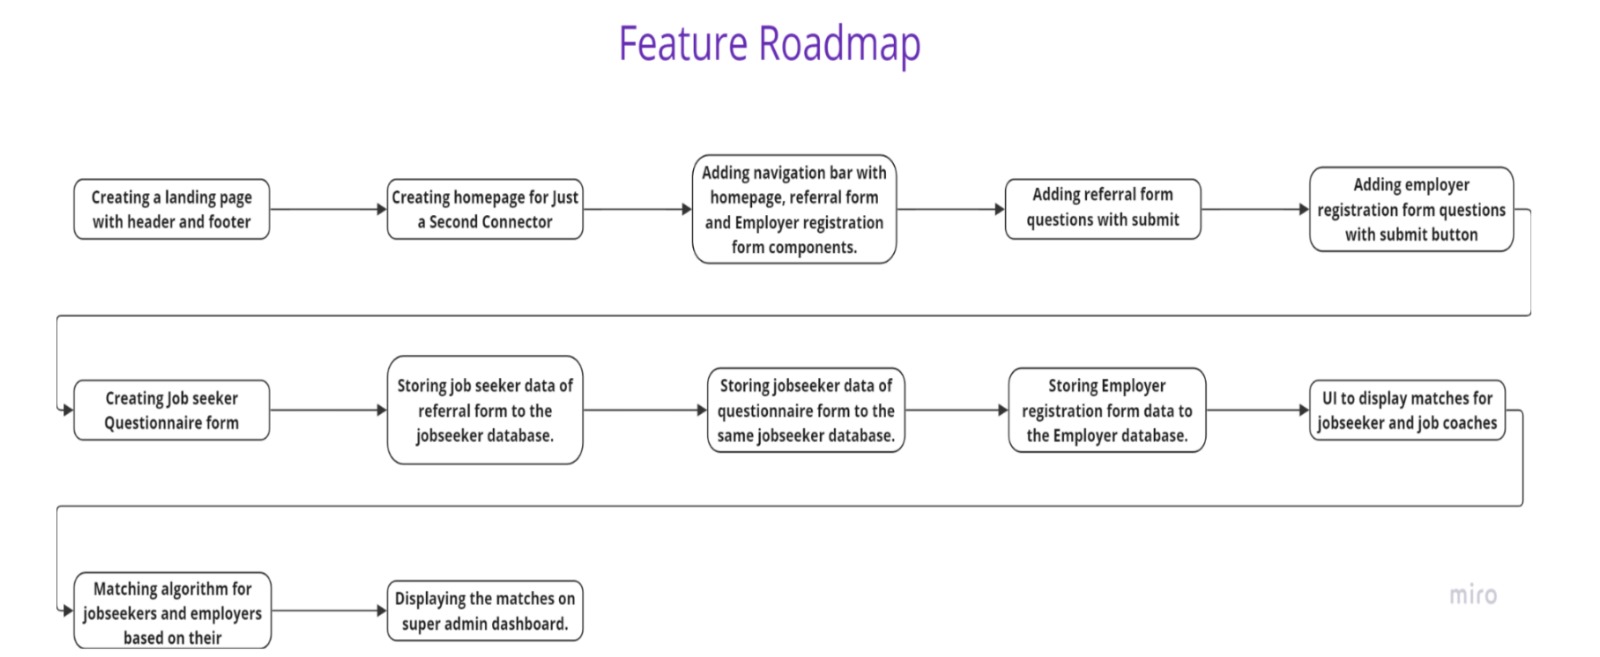 Feature Roadmap
Creating a landing page
with header and footer
Creating homepage for Just
a Second Connector
Adding navigation bar with
homepage, referral form
and Employer registration
form components.
Adding referral form
questions with submit
Adding employer
registration form questions
with submit button
Creating Job seeker
Questionnaire form
Storing job seeker data of
referral form to the
jobseeker database.
Storing jobseeker data of
questionnaire form to the
same jobseeker database.
Storing Employer
registration form data to
the Employer database.
UI to display matches for
jobseeker and job coaches
Matching algorithm for
jobseekers and employers
based on their
Displaying the matches on
super admin dashboard.
miro